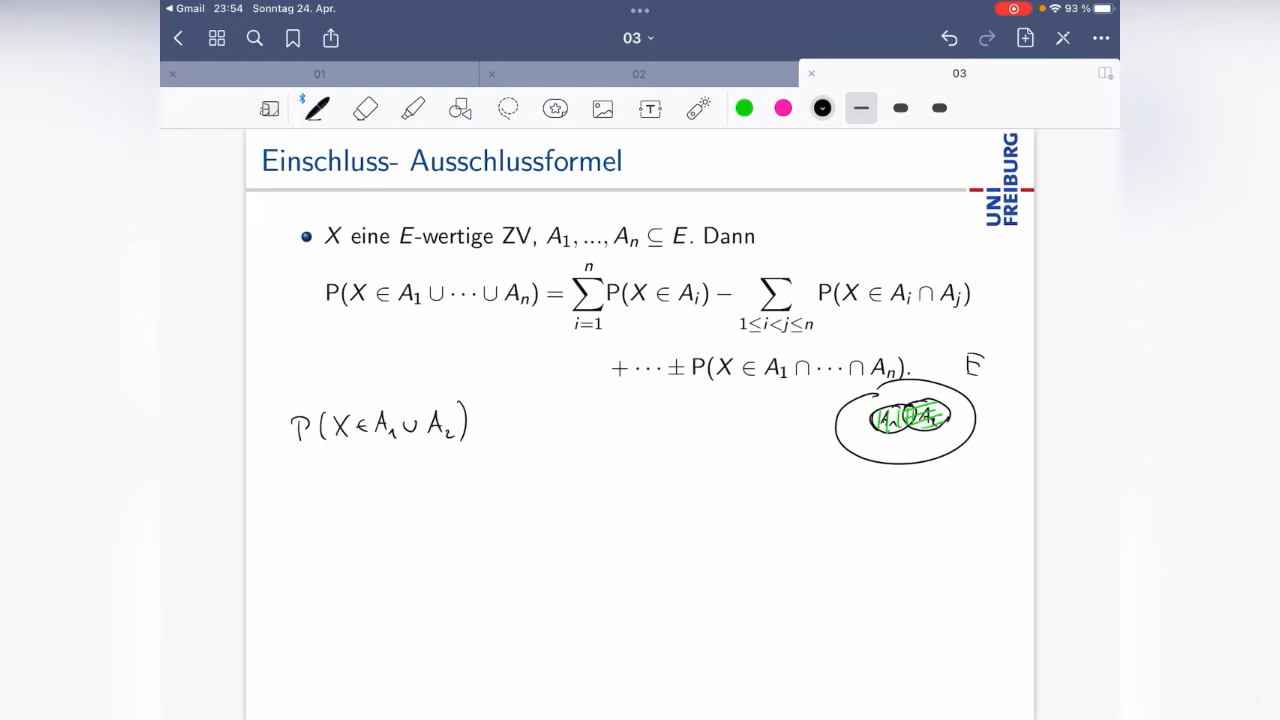 Gmail 23:54 Sonntag 24. Apr. 93 %
03
01 02 03
Einschluss- Ausschlussformel
UNI
FREIBURG
X eine E-wertige ZV, A₁, ..., Aₙ ⊆ E. Dann
P(X ∈ A₁ ∪ ⋯ ∪ Aₙ) = ∑ᵢ₌₁ⁿ P(X ∈ Aᵢ) − ∑_{1≤i<j≤n} P(X ∈ Aᵢ ∩ Aⱼ)
+ ⋯ ± P(X ∈ A₁ ∩ ⋯ ∩ Aₙ).
E
P(X ∈ A₁ ∪ A₂)